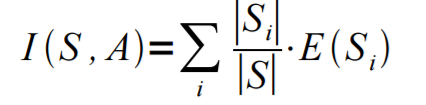 I(S,A)=∑_i |S_i|/|S| ·E(S_i)